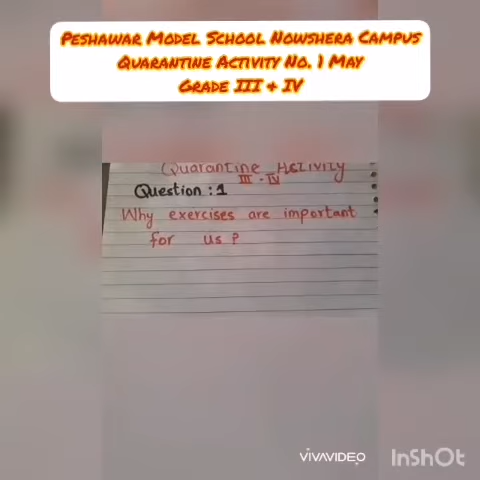 Peshawar Model School Nowshera Campus
Quarantine Activity No. 1 May
Grade III & IV
Quarantine Activity
III - IV
Question : 1
Why exercises are important
for us ?
VIVAVIDEO
InShOt